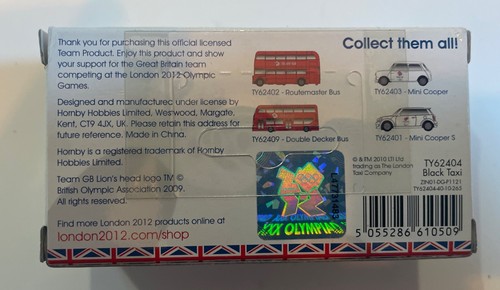 Thank you for purchasing this official licensed
Team Product. Enjoy this product and show
your support for the Great Britain team
competing at the London 2012 Olympic
Games.
Designed and manufactured under license by
Hornby Hobbies Limited, Westwood, Margate,
Kent, CT9 4JX, UK. Please retain this address for
future reference. Made in China.
Hornby is a registered trademark of Hornby
Hobbies Limited.
Team GB Lion's head logo TM ©
British Olympic Association 2009.
All rights reserved.
Find more London 2012 products online at
london2012.com/shop
Collect them all!
TY62402 - Routemaster Bus
TY62403 - Mini Cooper
TY62409 - Double Decker Bus
TY62401 - Mini Cooper S
XXX OLYMPIAD
© & TM 2010 LTI Ltd
trading as The London
Taxi Company
TY62404
Black Taxi
5 055286 610509